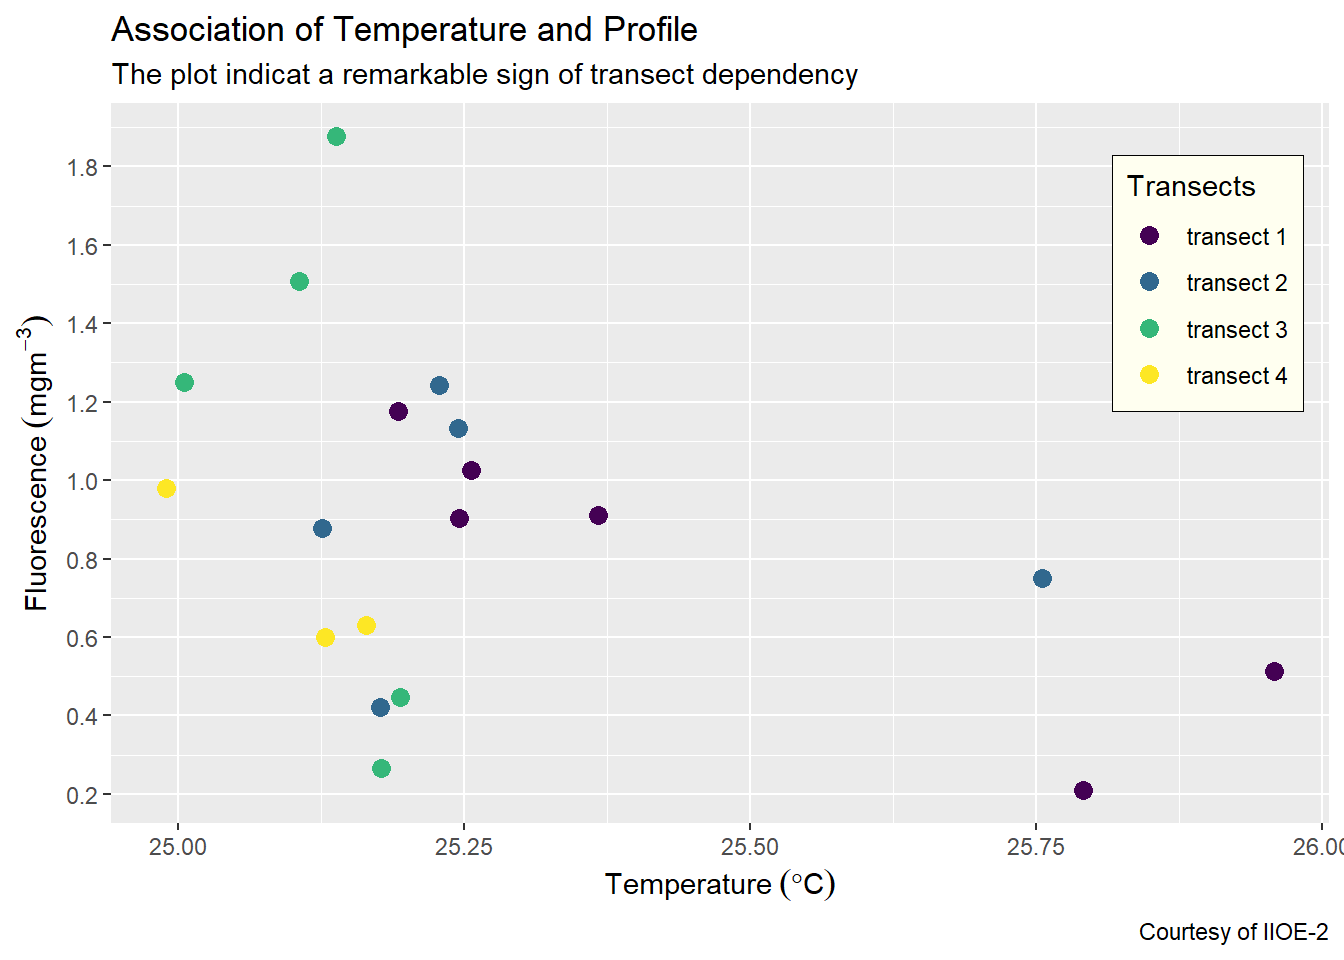 Association of Temperature and Profile
The plot indicat a remarkable sign of transect dependency
1.8
1.6
1.4
1.2
1.0
0.8
0.6
0.4
0.2
Fluorescence (mgm⁻³)
Transects
transect 1
transect 2
transect 3
transect 4
25.00 25.25 25.50 25.75 26.00
Temperature (°C)
Courtesy of IIOE-2